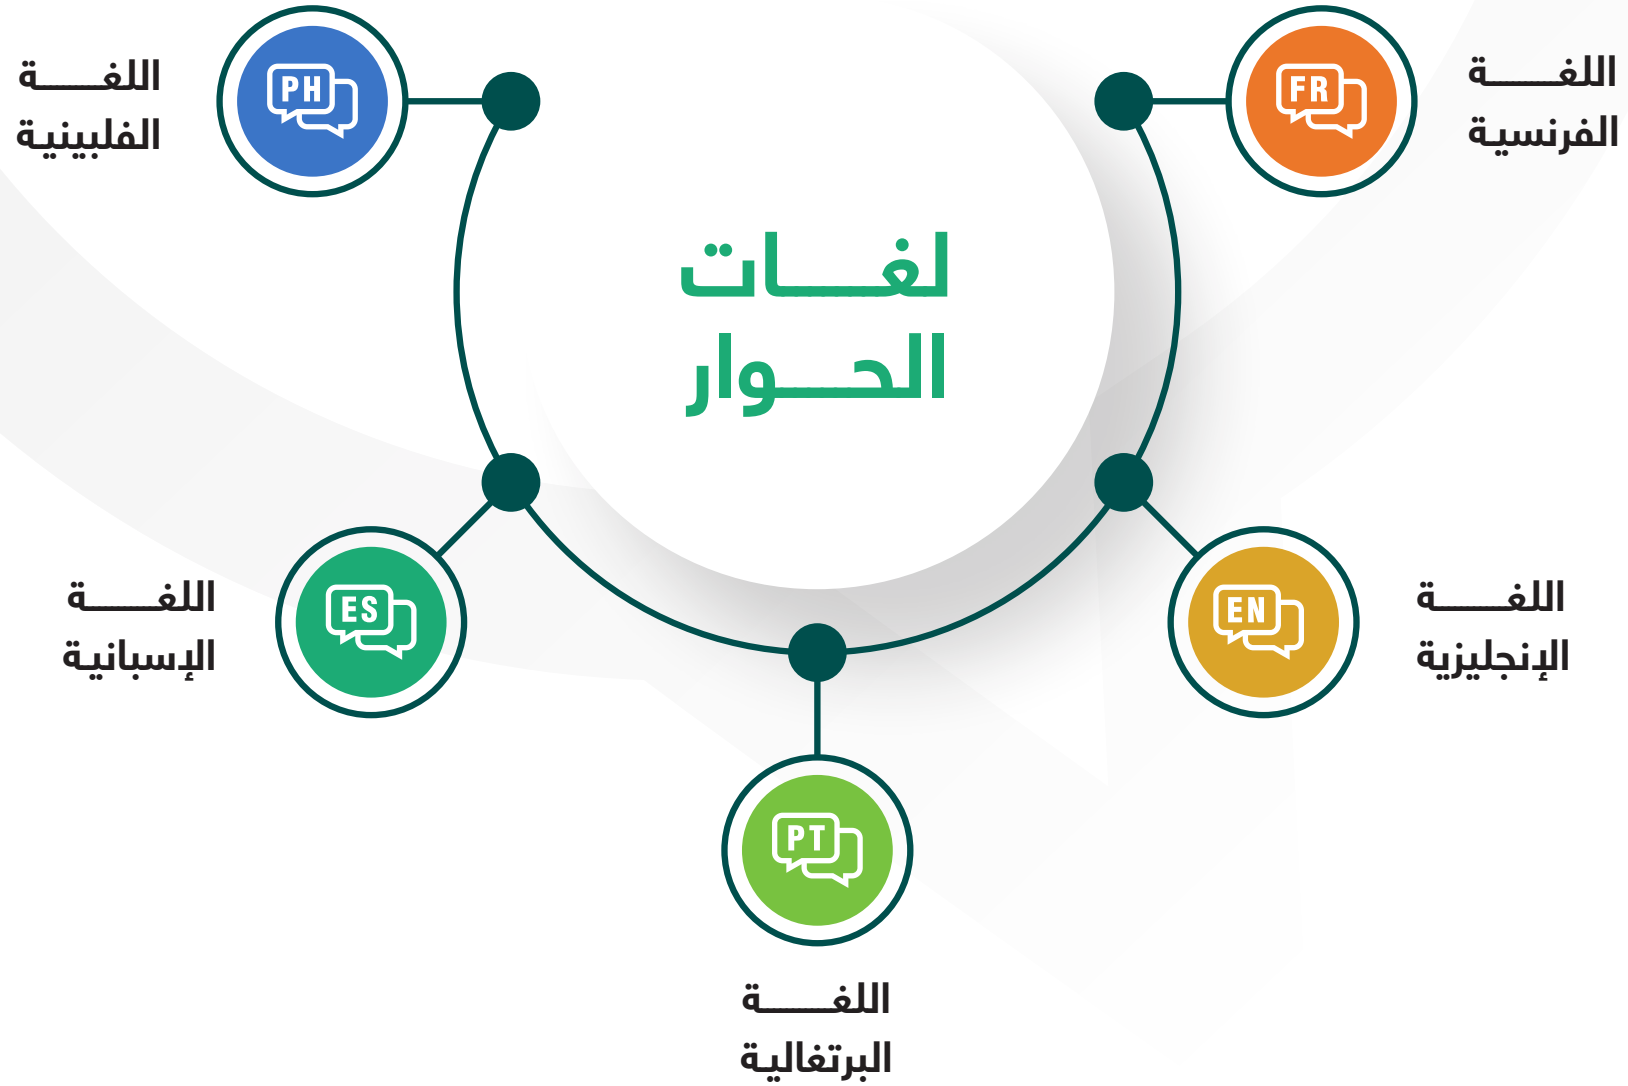 لغات
الحوار
FR
اللغة
الفرنسية
EN
اللغة
الإنجليزية
PT
اللغة
البرتغالية
ES
اللغة
الإسبانية
PH
اللغة
الفلبينية